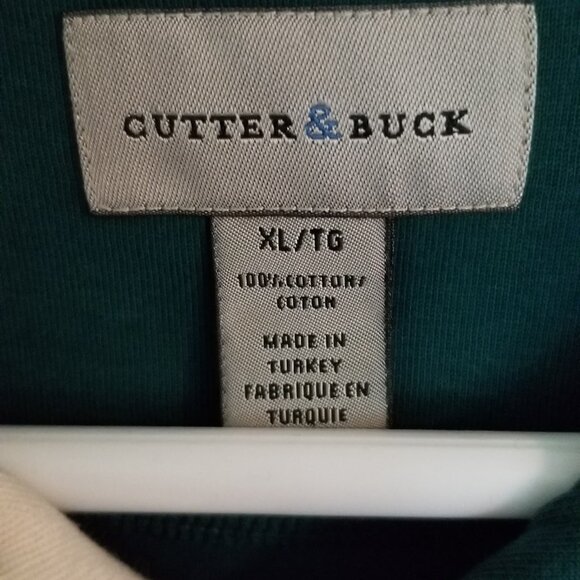 CUTTER & BUCK
XL/TG
100% COTTON/
COTON
MADE IN
TURKEY
FABRIQUE EN
TURQUIE